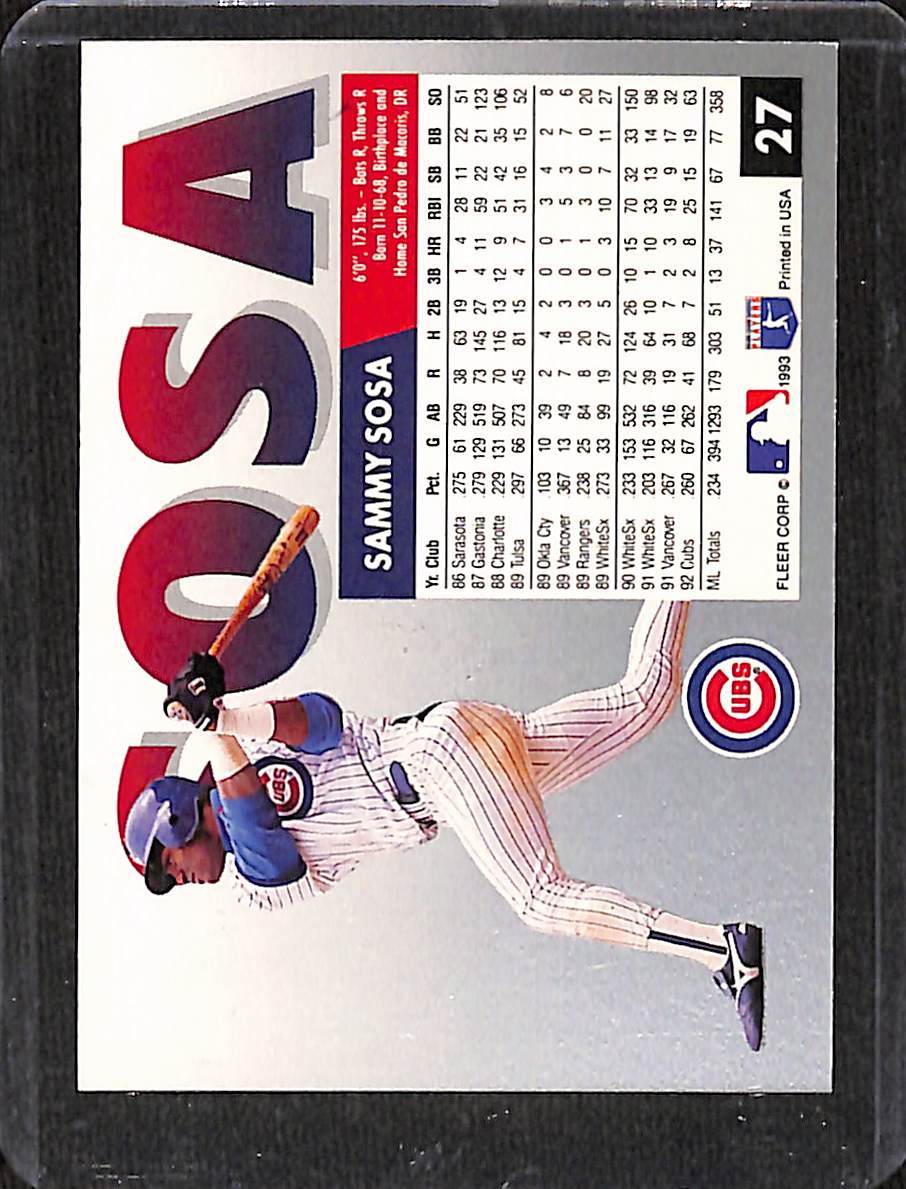 SOSA
SAMMY SOSA
6'0", 175 lbs. – Bats R, Throws R
Born 11-10-68, Birthplace and
Home San Pedro de Macoris, DR
Yr. Club Pct. G AB R H 2B 3B HR RBI SB BB SO
86 Sarasota .275 61 229 38 63 19 1 4 28 11 22 51
87 Gastonia .279 129 519 73 145 27 4 11 59 22 21 123
88 Charlotte .229 131 507 70 116 13 12 9 51 42 35 106
89 Tulsa .297 66 273 45 81 15 4 7 31 16 15 52
89 Okla Cty .103 10 39 2 4 2 0 0 3 4 2 8
89 Vancover .367 13 49 7 18 3 0 1 5 3 7 6
89 Rangers .238 25 84 8 20 3 0 1 3 0 0 20
89 WhiteSx .273 33 99 19 27 5 0 3 10 7 11 27
90 WhiteSx .233 153 532 72 124 26 10 15 70 32 33 150
91 WhiteSx .203 116 316 39 64 10 1 10 33 13 14 98
91 Vancover .267 32 116 19 31 7 2 3 19 9 17 32
92 Cubs .260 67 262 41 68 7 2 8 25 15 19 63
ML Totals .234 394 1293 179 303 51 13 37 141 67 77 358
FLEER CORP © 1993 PLAYERS Printed in USA
27
UBS
UBS